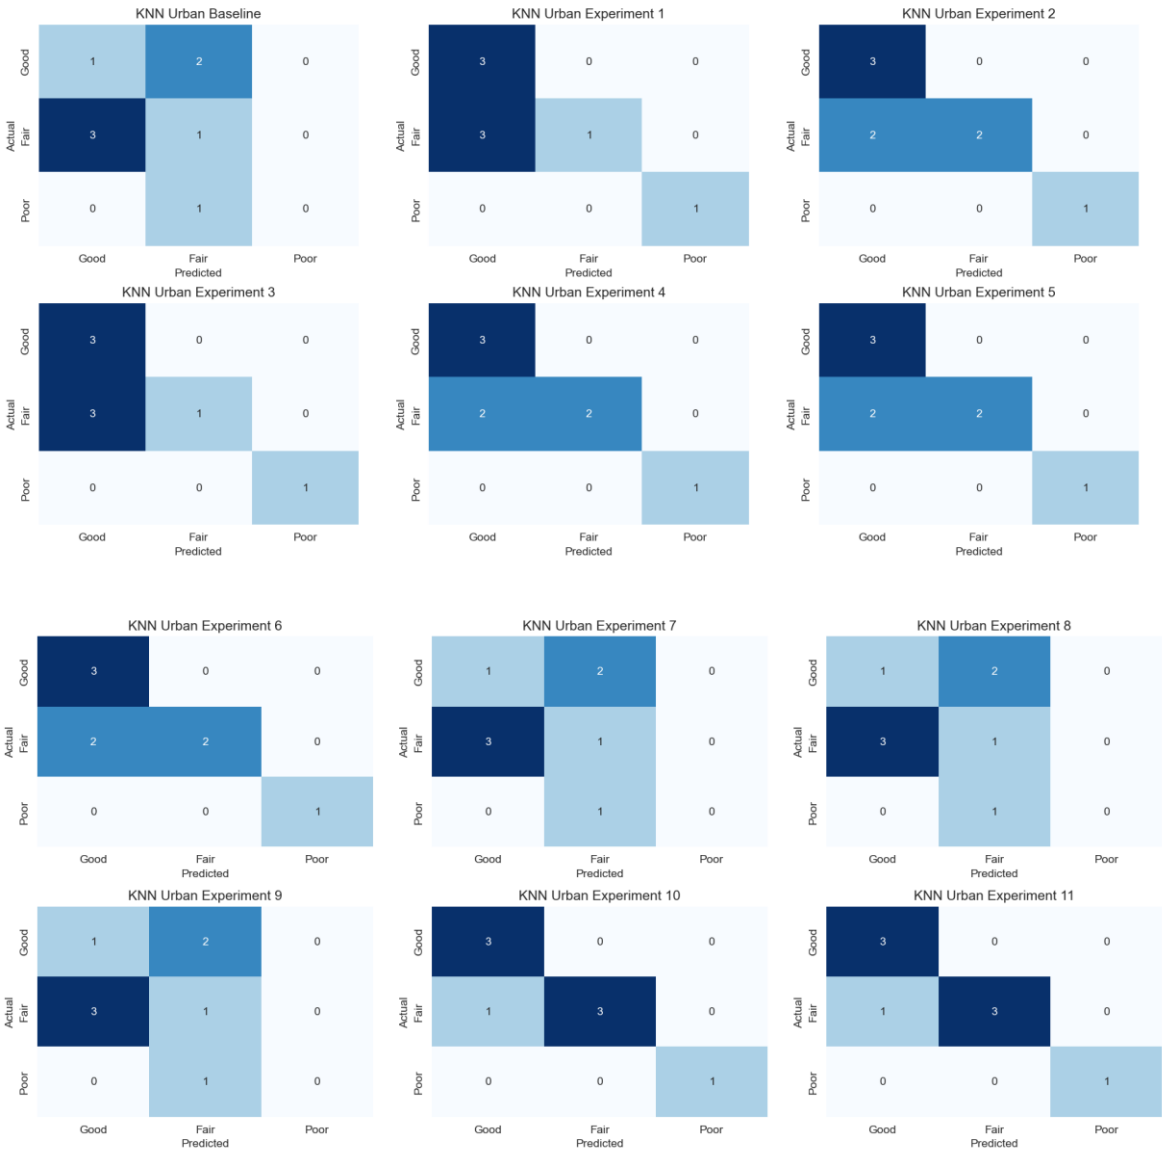 KNN Urban Baseline
Actual
Good
1 2 0
Fair
3 1 0
Poor
0 1 0
Good Fair Poor
Predicted
KNN Urban Experiment 1
Actual
Good
3 0 0
Fair
3 1 0
Poor
0 0 1
Good Fair Poor
Predicted
KNN Urban Experiment 2
Actual
Good
3 0 0
Fair
2 2 0
Poor
0 0 1
Good Fair Poor
Predicted
KNN Urban Experiment 3
Actual
Good
3 0 0
Fair
3 1 0
Poor
0 0 1
Good Fair Poor
Predicted
KNN Urban Experiment 4
Actual
Good
3 0 0
Fair
2 2 0
Poor
0 0 1
Good Fair Poor
Predicted
KNN Urban Experiment 5
Actual
Good
3 0 0
Fair
2 2 0
Poor
0 0 1
Good Fair Poor
Predicted
KNN Urban Experiment 6
Actual
Good
3 0 0
Fair
2 2 0
Poor
0 0 1
Good Fair Poor
Predicted
KNN Urban Experiment 7
Actual
Good
1 2 0
Fair
3 1 0
Poor
0 1 0
Good Fair Poor
Predicted
KNN Urban Experiment 8
Actual
Good
1 2 0
Fair
3 1 0
Poor
0 1 0
Good Fair Poor
Predicted
KNN Urban Experiment 9
Actual
Good
1 2 0
Fair
3 1 0
Poor
0 1 0
Good Fair Poor
Predicted
KNN Urban Experiment 10
Actual
Good
3 0 0
Fair
1 3 0
Poor
0 0 1
Good Fair Poor
Predicted
KNN Urban Experiment 11
Actual
Good
3 0 0
Fair
1 3 0
Poor
0 0 1
Good Fair Poor
Predicted